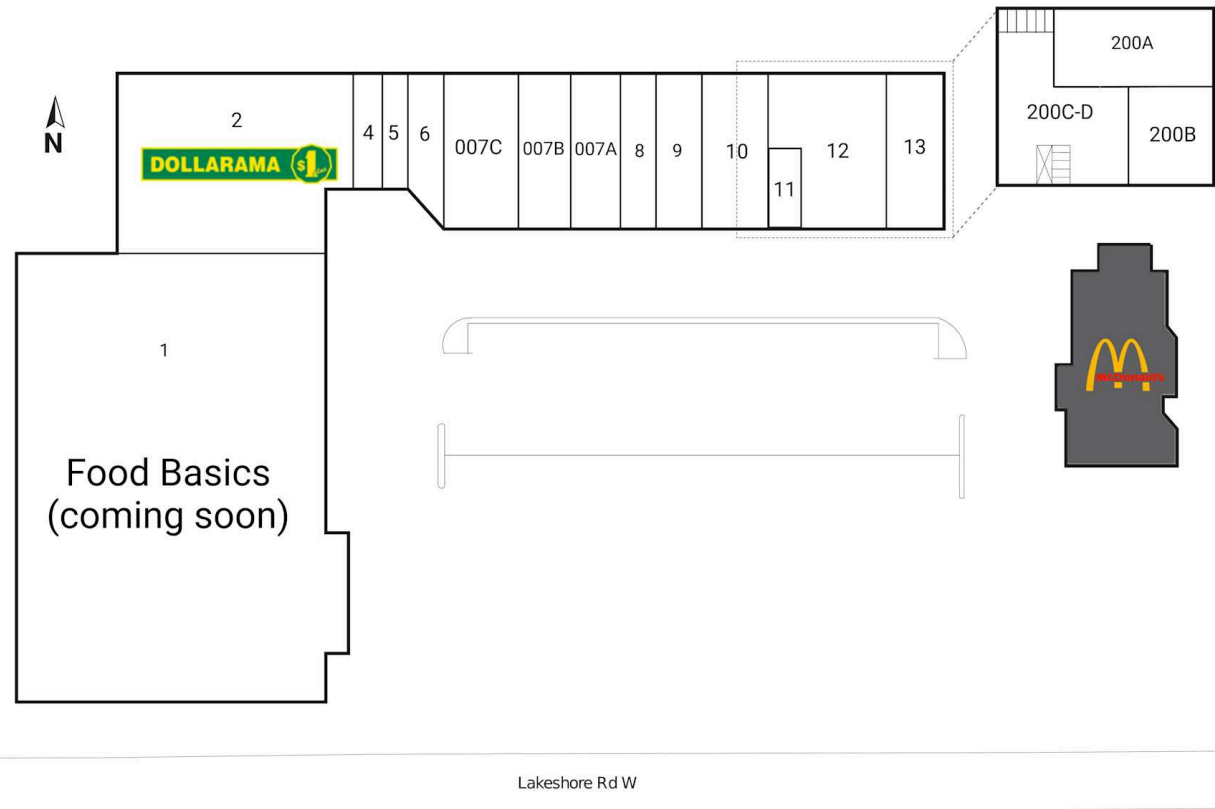 200A
200C-D
200B
N
2
DOLLARAMA $1
4
5
6
007C
007B
007A
8
9
10
11
12
13
McDonald's
1
Food Basics
(coming soon)
Lakeshore Rd W